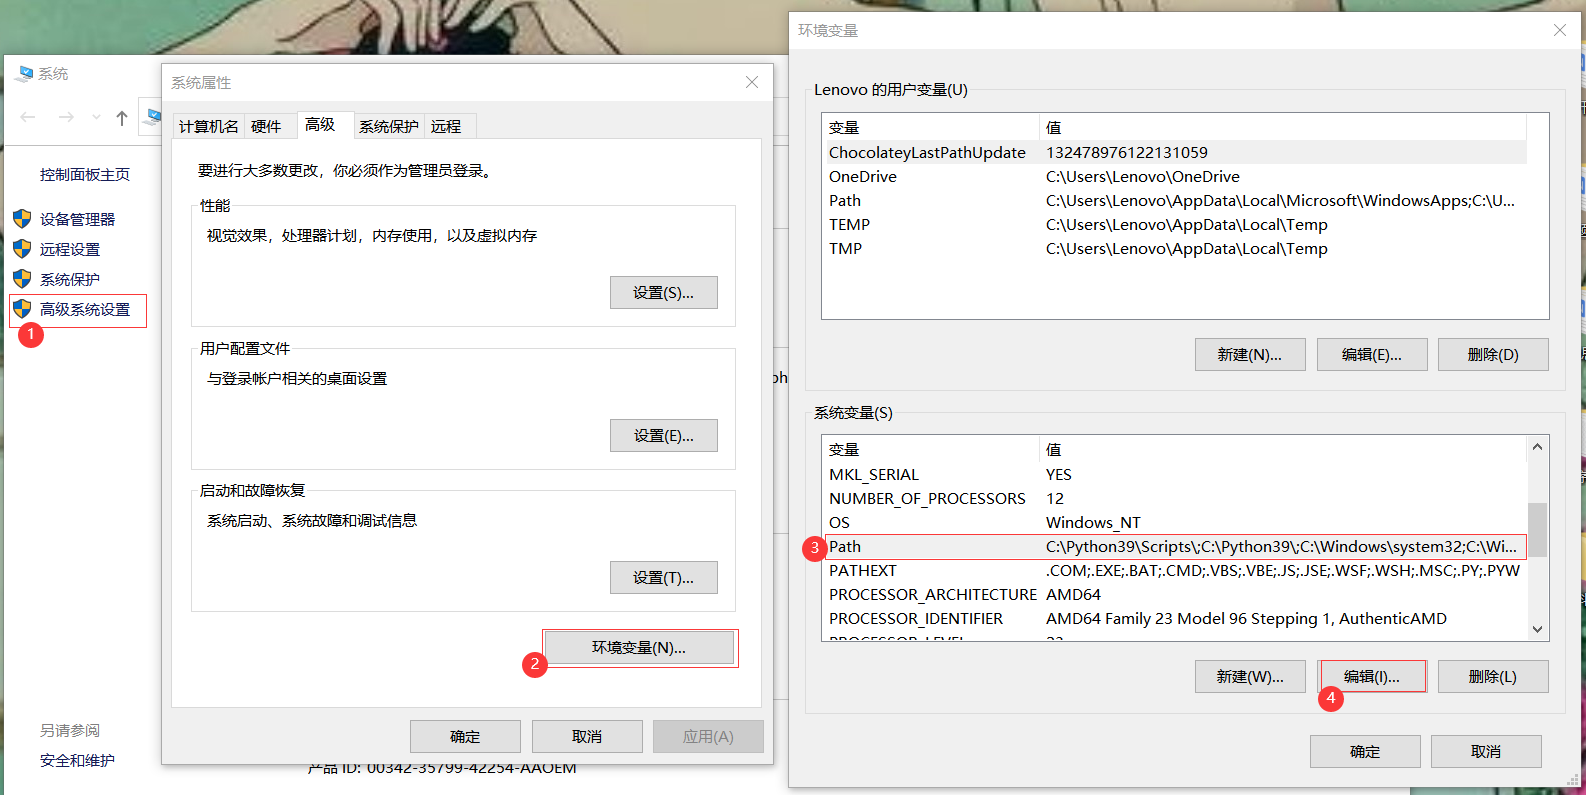 系统
控制面板主页
设备管理器
远程设置
系统保护
高级系统设置
1
另请参阅
安全和维护
产品 ID: 00342-35799-42254-AAOEM
系统属性
计算机名 硬件 高级 系统保护 远程
要进行大多数更改，你必须作为管理员登录。
性能
视觉效果，处理器计划，内存使用，以及虚拟内存
设置(S)...
用户配置文件
与登录帐户相关的桌面设置
设置(E)...
启动和故障恢复
系统启动、系统故障和调试信息
设置(T)...
环境变量(N)...
2
确定 取消 应用(A)
ph
环境变量
Lenovo 的用户变量(U)
变量 值
ChocolateyLastPathUpdate 132478976122131059
OneDrive C:\Users\Lenovo\OneDrive
Path C:\Users\Lenovo\AppData\Local\Microsoft\WindowsApps;C:\U...
TEMP C:\Users\Lenovo\AppData\Local\Temp
TMP C:\Users\Lenovo\AppData\Local\Temp
新建(N)... 编辑(E)... 删除(D)
系统变量(S)
变量 值
MKL_SERIAL YES
NUMBER_OF_PROCESSORS 12
OS Windows_NT
3 Path C:\Python39\Scripts\;C:\Python39\;C:\Windows\system32;C:\Wi...
PATHEXT .COM;.EXE;.BAT;.CMD;.VBS;.VBE;.JS;.JSE;.WSF;.WSH;.MSC;.PY;.PYW
PROCESSOR_ARCHITECTURE AMD64
PROCESSOR_IDENTIFIER AMD64 Family 23 Model 96 Stepping 1, AuthenticAMD
新建(W)... 编辑(I)... 删除(L)
4
确定 取消